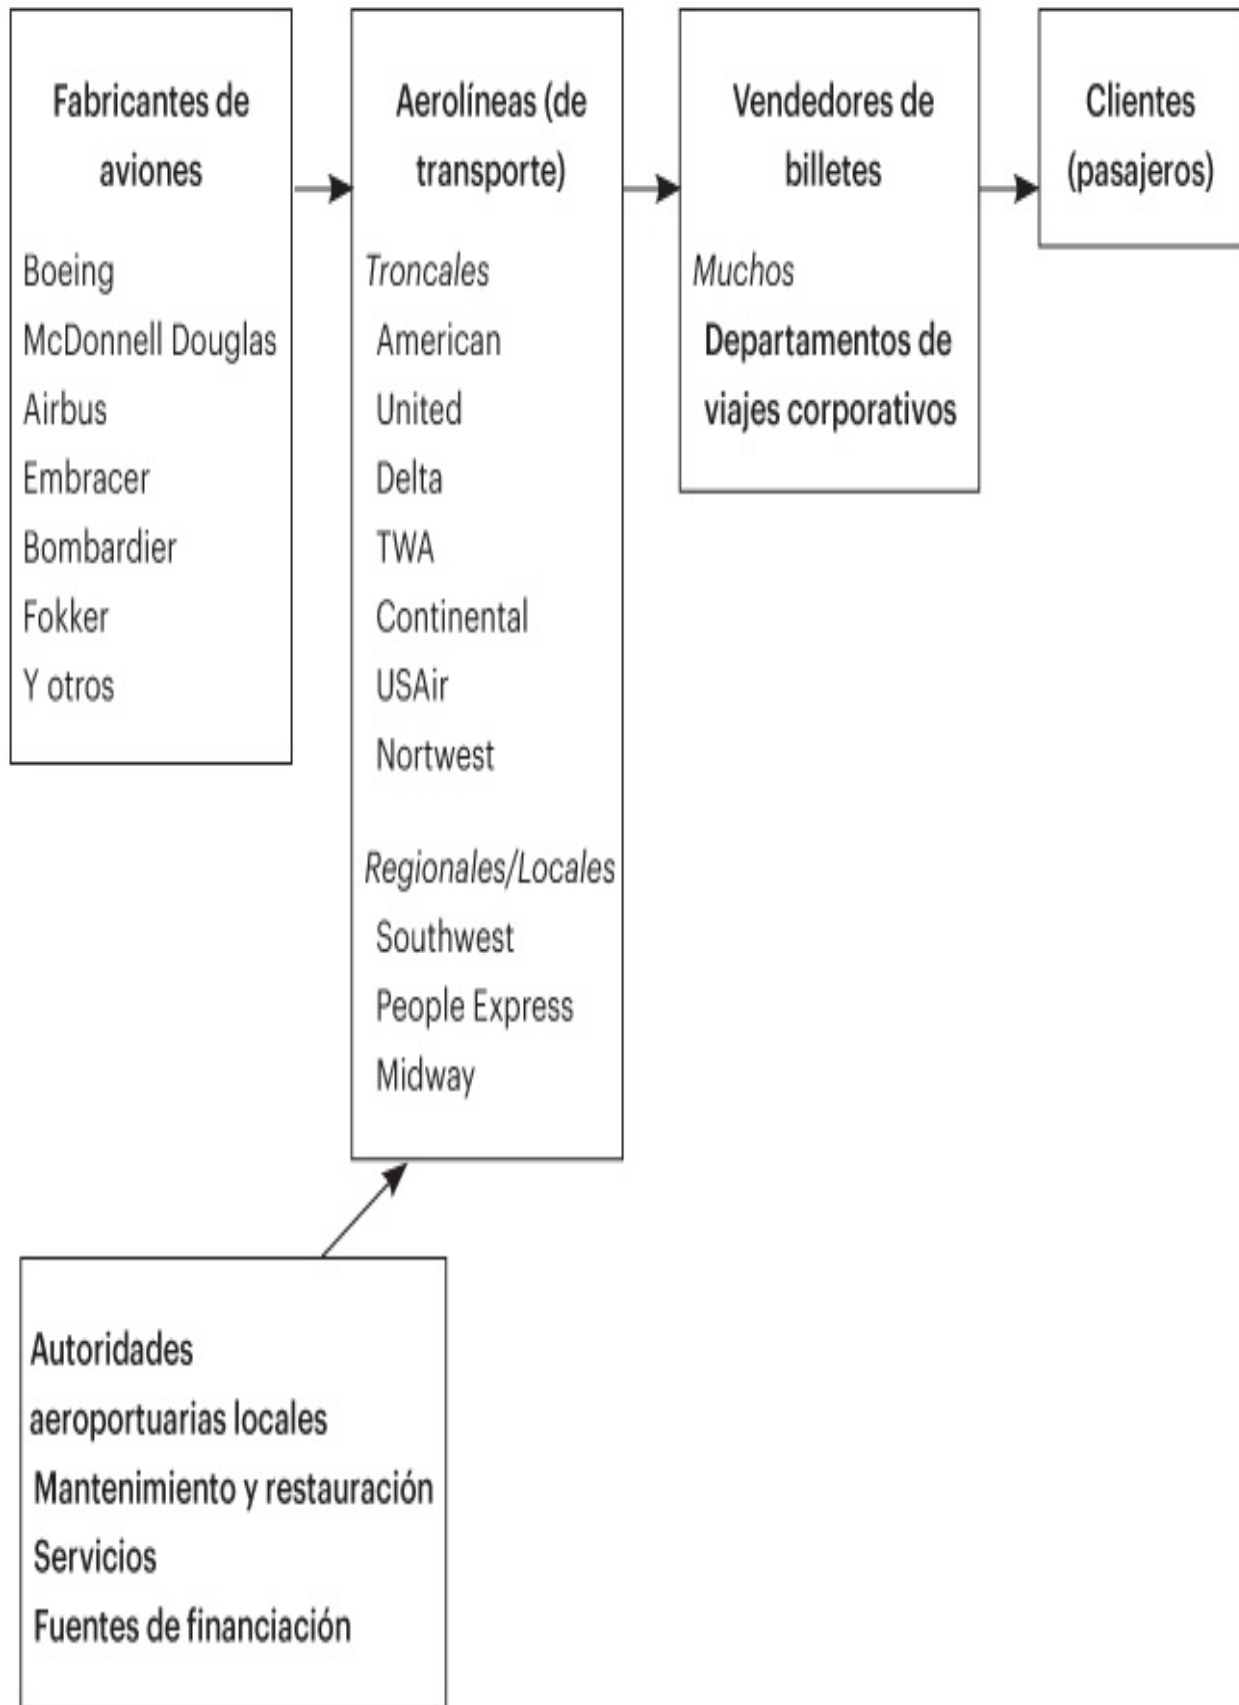 Fabricantes de
aviones
Boeing
McDonnell Douglas
Airbus
Embracer
Bombardier
Fokker
Y otros
Aerolíneas (de
transporte)
Troncales
American
United
Delta
TWA
Continental
USAir
Nortwest
Regionales/Locales
Southwest
People Express
Midway
Vendedores de
billetes
Muchos
Departamentos de
viajes corporativos
Clientes
(pasajeros)
Autoridades
aeroportuarias locales
Mantenimiento y restauración
Servicios
Fuentes de financiación